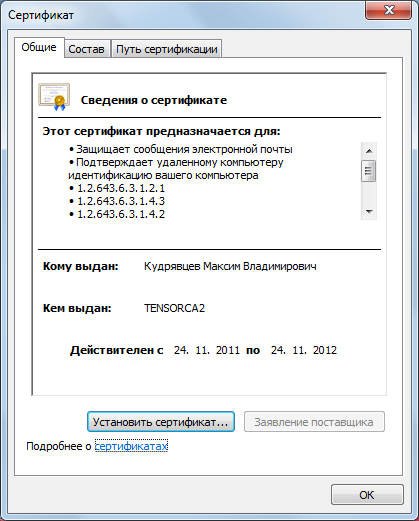 Сертификат
Общие Состав Путь сертификации
Сведения о сертификате
Этот сертификат предназначается для:
• Защищает сообщения электронной почты
• Подтверждает удаленному компьютеру
идентификацию вашего компьютера
• 1.2.643.6.3.1.2.1
• 1.2.643.6.3.1.4.3
• 1.2.643.6.3.1.4.2
Кому выдан: Кудрявцев Максим Владимирович
Кем выдан: TENSORCA2
Действителен с 24. 11. 2011 по 24. 11. 2012
Установить сертификат... Заявление поставщика
Подробнее о сертификатах
ОК